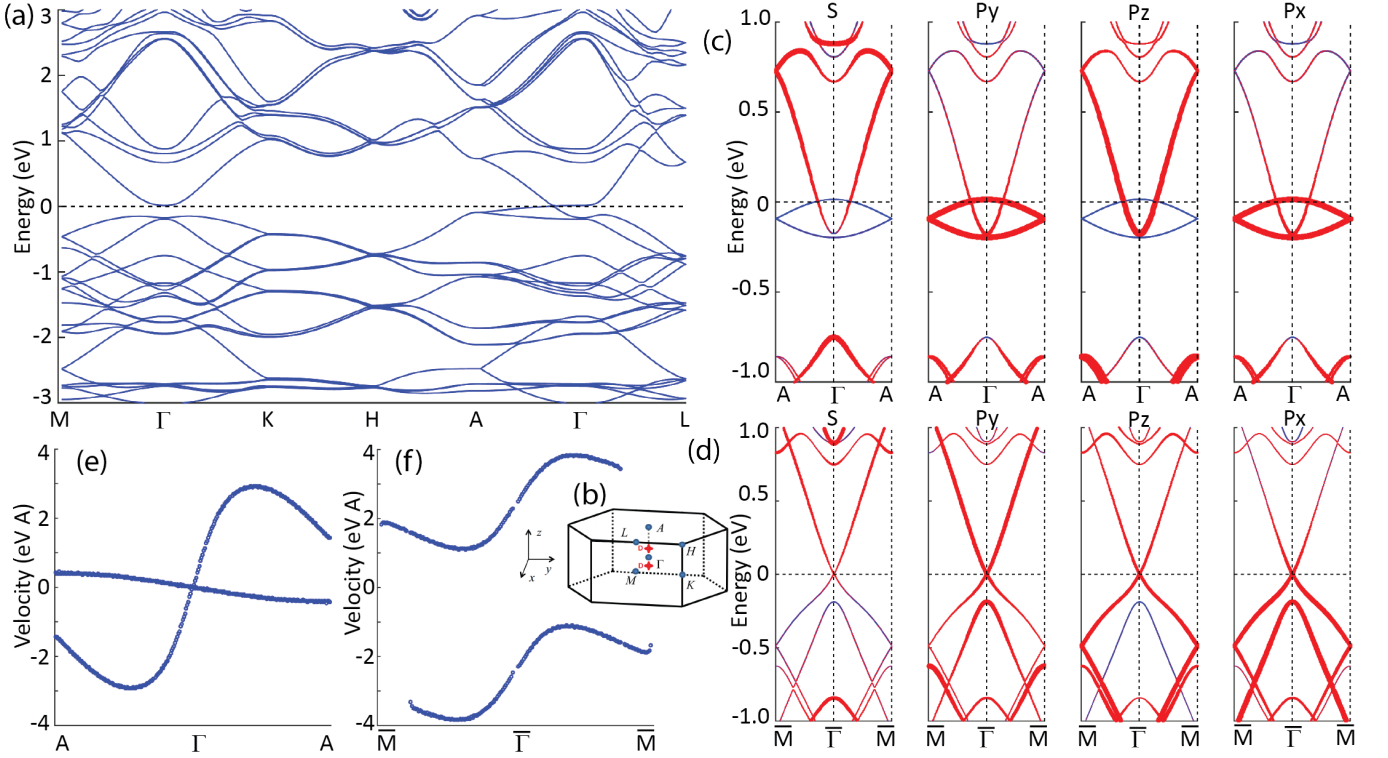 (a)
Energy (eV)
3
2
1
0
-1
-2
-3
M Γ K H A Γ L
(c)
S Py Pz Px
Energy (eV)
1.0
0.5
0
-0.5
-1.0
A Γ A A Γ A A Γ A A Γ A
(d)
S Py Pz Px
Energy (eV)
1.0
0.5
0
-0.5
-1.0
M̅ Γ̅ M̅ M̅ Γ̅ M̅ M̅ Γ̅ M̅ M̅ Γ̅ M̅
(e)
Velocity (eV A)
4
2
0
-2
-4
A Γ A
(f)
Velocity (eV A)
4
2
0
-2
-4
M̅ Γ̅ M̅
(b)
z
y
x
A
L
D
H
D Γ
M
K